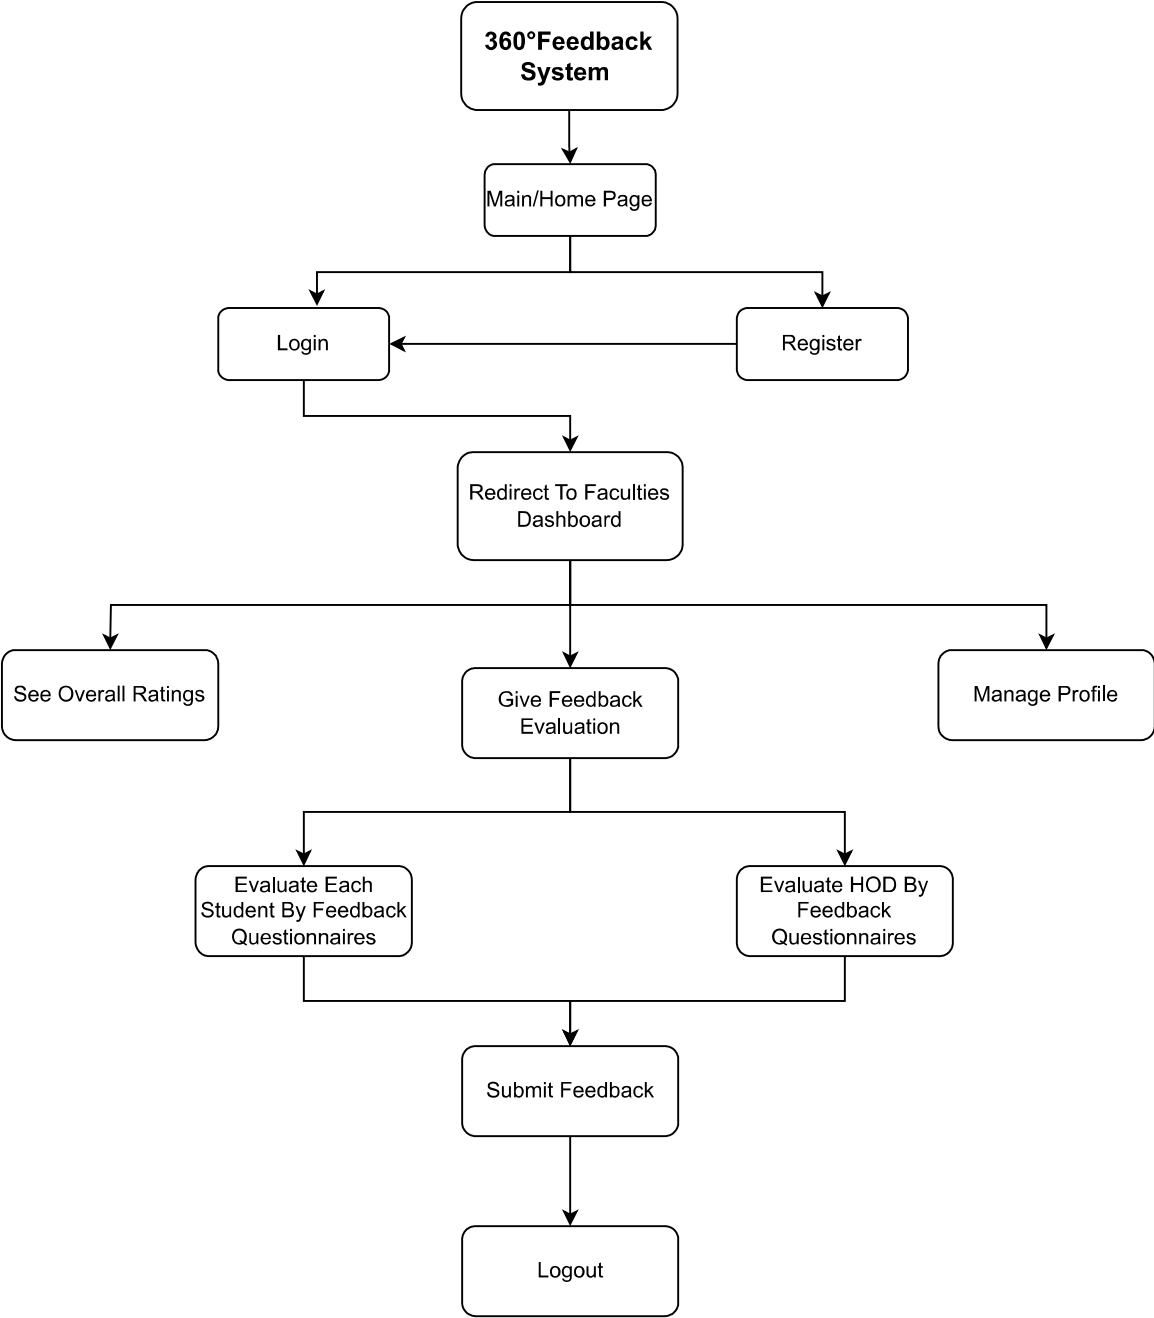 360°Feedback
System
Main/Home Page
Login
Register
Redirect To Faculties
Dashboard
See Overall Ratings
Give Feedback
Evaluation
Manage Profile
Evaluate Each
Student By Feedback
Questionnaires
Evaluate HOD By
Feedback
Questionnaires
Submit Feedback
Logout